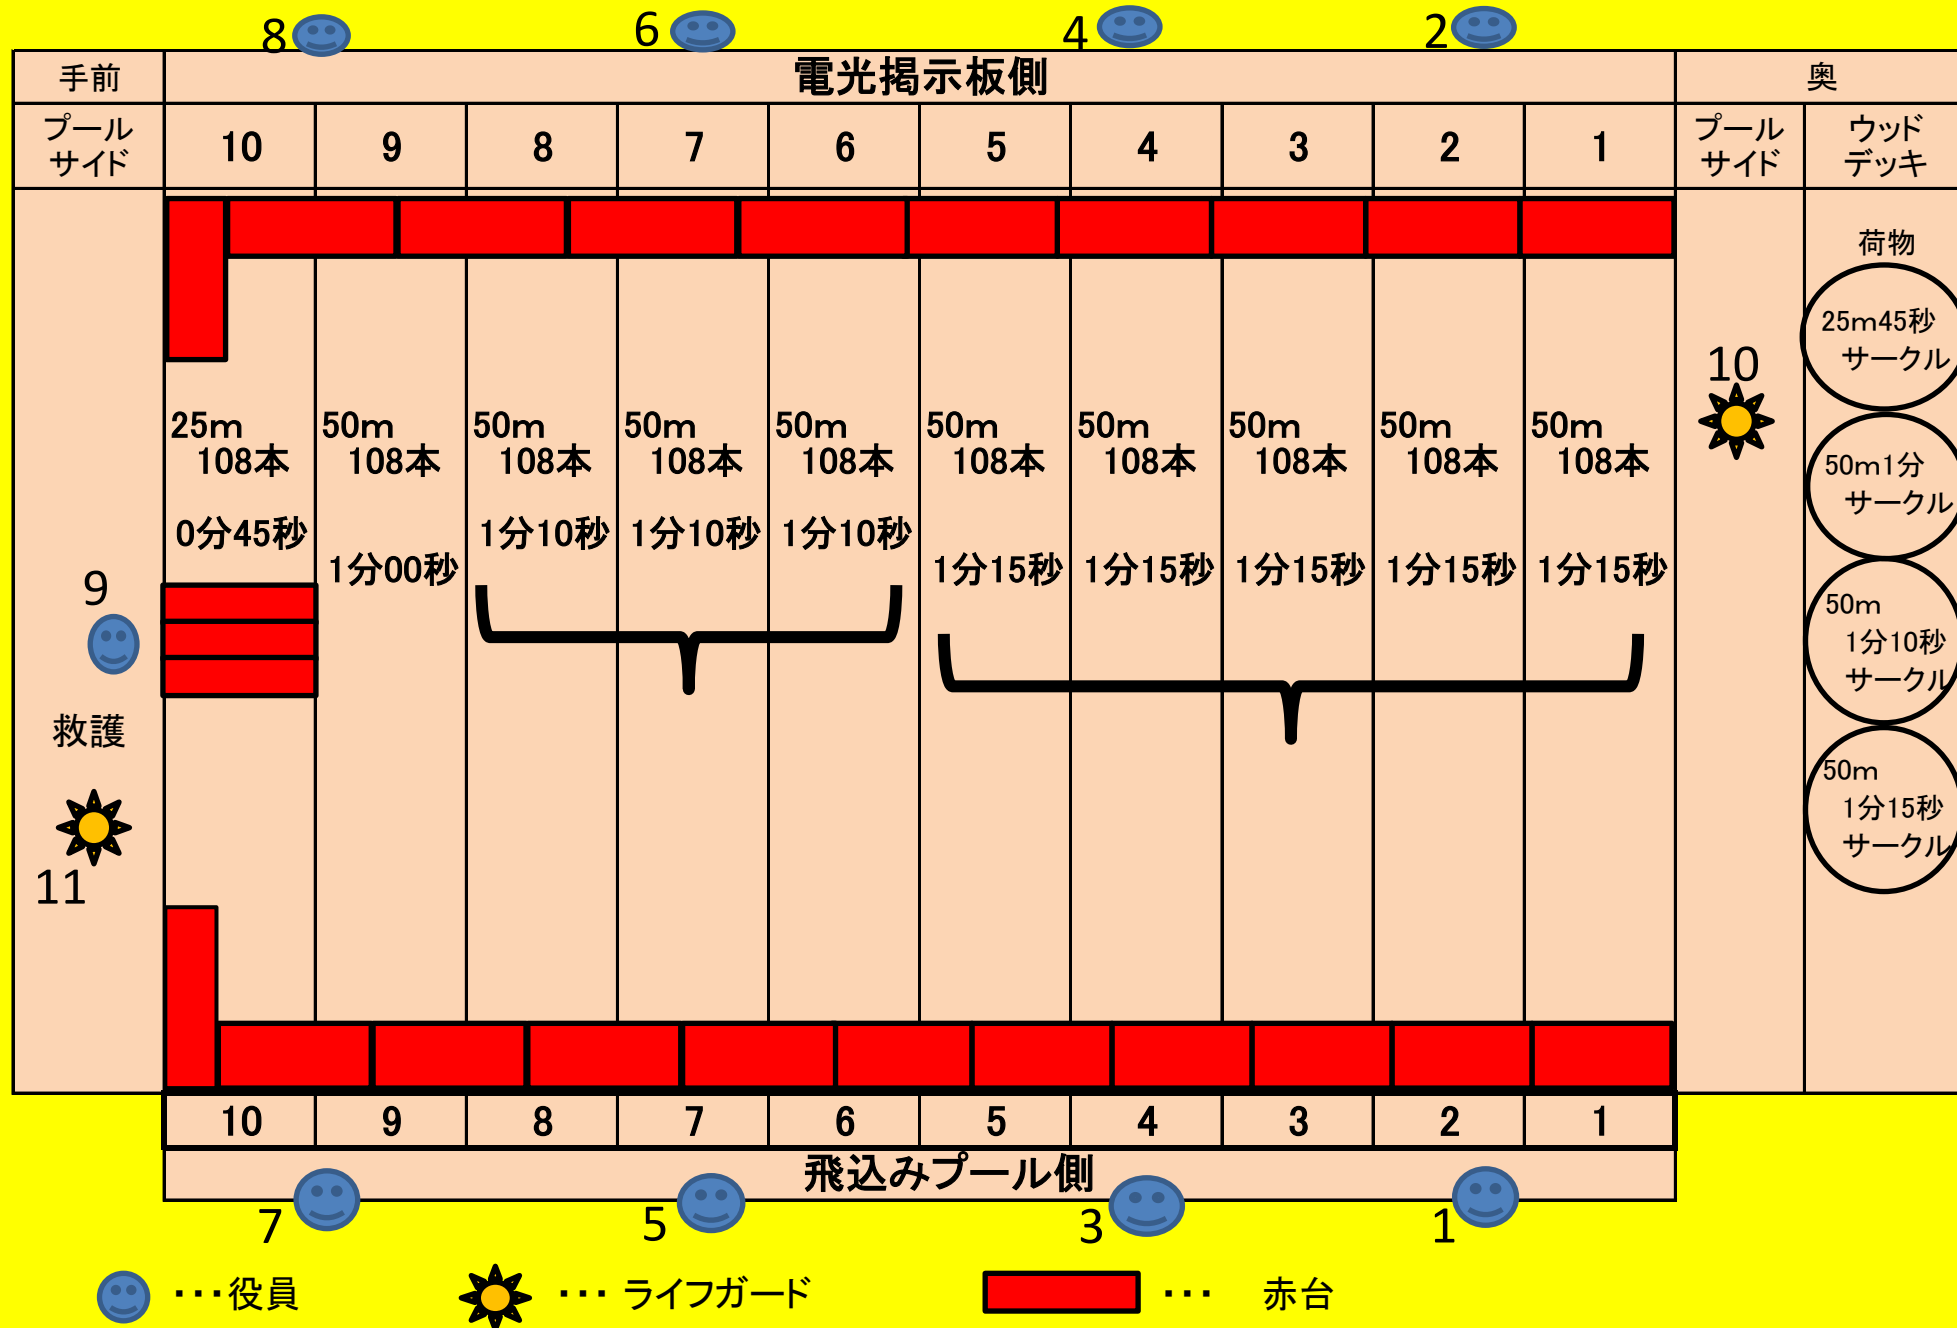 8
6
4
2
手前
電光掲示板側
奥
プール
サイド
10
9
8
7
6
5
4
3
2
1
プール
サイド
ウッド
デッキ
荷物
25m45秒
サークル
10
50m1分
サークル
50m
1分10秒
サークル
50m
1分15秒
サークル
25m
108本
0分45秒
50m
108本
1分00秒
50m
108本
1分10秒
50m
108本
1分10秒
50m
108本
1分10秒
50m
108本
1分15秒
50m
108本
1分15秒
50m
108本
1分15秒
50m
108本
1分15秒
50m
108本
1分15秒
9
救護
11
10
9
8
7
6
5
4
3
2
1
飛込みプール側
7
5
3
1
・・・役員
・・・ ライフガード
・・・ 赤台